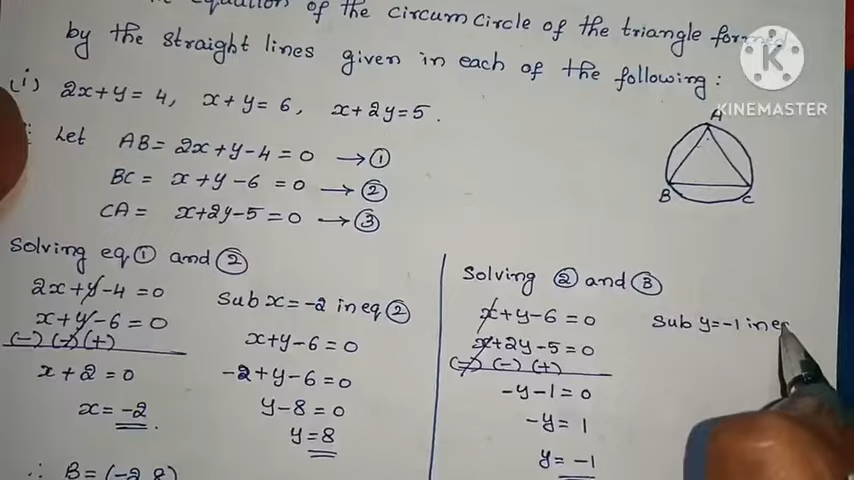 equation of the circumcircle of the triangle formed
by the straight lines given in each of the following:
(i) 2x+y=4, x+y=6, x+2y=5.
Let AB= 2x+y-4=0 →①
BC= x+y-6=0 →②
CA= x+2y-5=0 →③
A
B
C
K
KINEMASTER
Solving eq ① and ②
2x+y-4=0
x+y-6=0
(-) (-) (+)
x+2=0
x=-2.
∴ B=(-2,8)
Sub x=-2 in eq ②
x+y-6=0
-2+y-6=0
y-8=0
y=8
Solving ② and ③
x+y-6=0
x+2y-5=0
(-) (-) (+)
-y-1=0
-y=1
y=-1
Sub y=-1 in eq